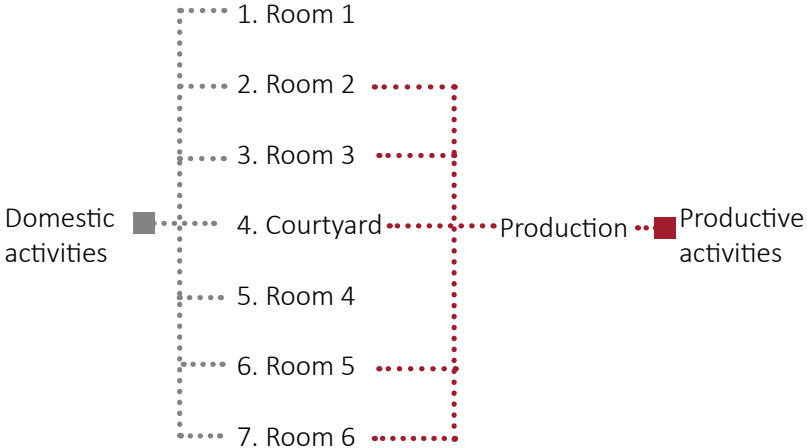 1. Room 1
2. Room 2
3. Room 3
Domestic
activities
4. Courtyard
Production
Productive
activities
5. Room 4
6. Room 5
7. Room 6